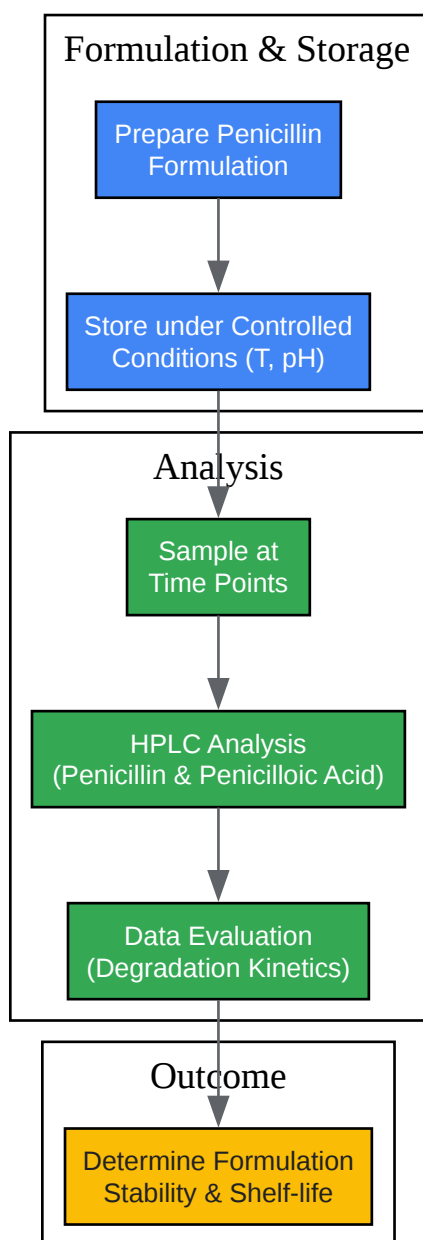 Formulation & Storage
Prepare Penicillin
Formulation
Store under Controlled
Conditions (T, pH)
Analysis
Sample at
Time Points
HPLC Analysis
(Penicillin & Penicilloic Acid)
Data Evaluation
(Degradation Kinetics)
Outcome
Determine Formulation
Stability & Shelf-life